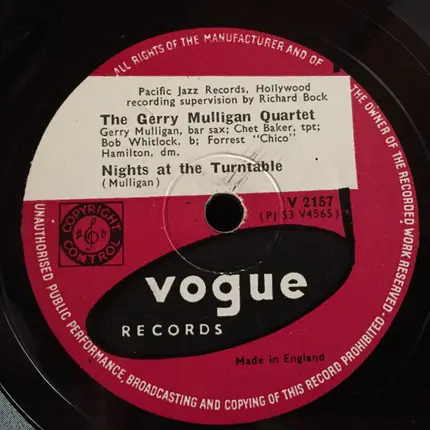 ALL RIGHTS OF THE MANUFACTURER AND OF THE OWNER OF THE RECORDED WORK RESERVED·
UNAUTHORISED PUBLIC PERFORMANCE, BROADCASTING AND COPYING OF THIS RECORD PROHIBITED·
Pacific Jazz Records, Hollywood
recording supervision by Richard Bock
The Gerry Mulligan Quartet
Gerry Mulligan, bar sax; Chet Baker, tpt;
Bob Whitlock, b; Forrest "Chico"
Hamilton, dm.
Nights at the Turntable
(Mulligan)
V 2157
(PJ 53 V4565)
COPYRIGHT
CONTROL
vogue
RECORDS
Made in England